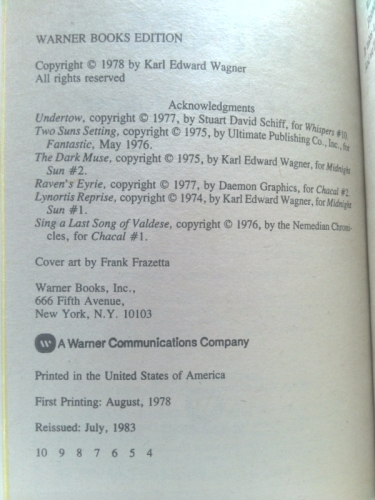 WARNER BOOKS EDITION
Copyright © 1978 by Karl Edward Wagner
All rights reserved
Acknowledgments
Undertow, copyright © 1977, by Stuart David Schiff, for Whispers #10.
Two Suns Setting, copyright © 1975, by Ultimate Publishing Co., Inc., for
Fantastic, May 1976.
The Dark Muse, copyright © 1975, by Karl Edward Wagner, for Midnight
Sun #2.
Raven's Eyrie, copyright © 1977, by Daemon Graphics, for Chacal #2.
Lynortis Reprise, copyright © 1974, by Karl Edward Wagner, for Midnight
Sun #1.
Sing a Last Song of Valdese, copyright © 1976, by the Nemedian Chroni-
cles, for Chacal #1.
Cover art by Frank Frazetta
Warner Books, Inc.,
666 Fifth Avenue,
New York, N.Y. 10103
W A Warner Communications Company
Printed in the United States of America
First Printing: August, 1978
Reissued: July, 1983
10 9 8 7 6 5 4